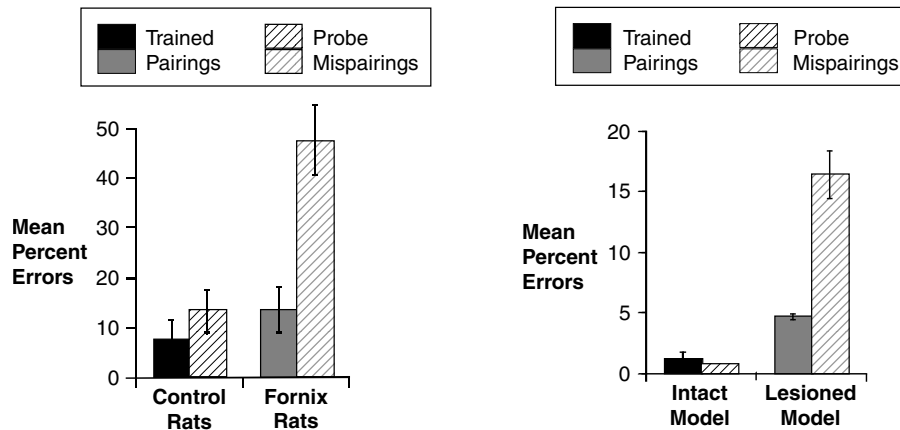 Trained Probe
Pairings Mispairings
50
40
30
20
10
0
Mean
Percent
Errors
Control Fornix
Rats Rats
Trained Probe
Pairings Mispairings
20
15
10
5
0
Mean
Percent
Errors
Intact Lesioned
Model Model